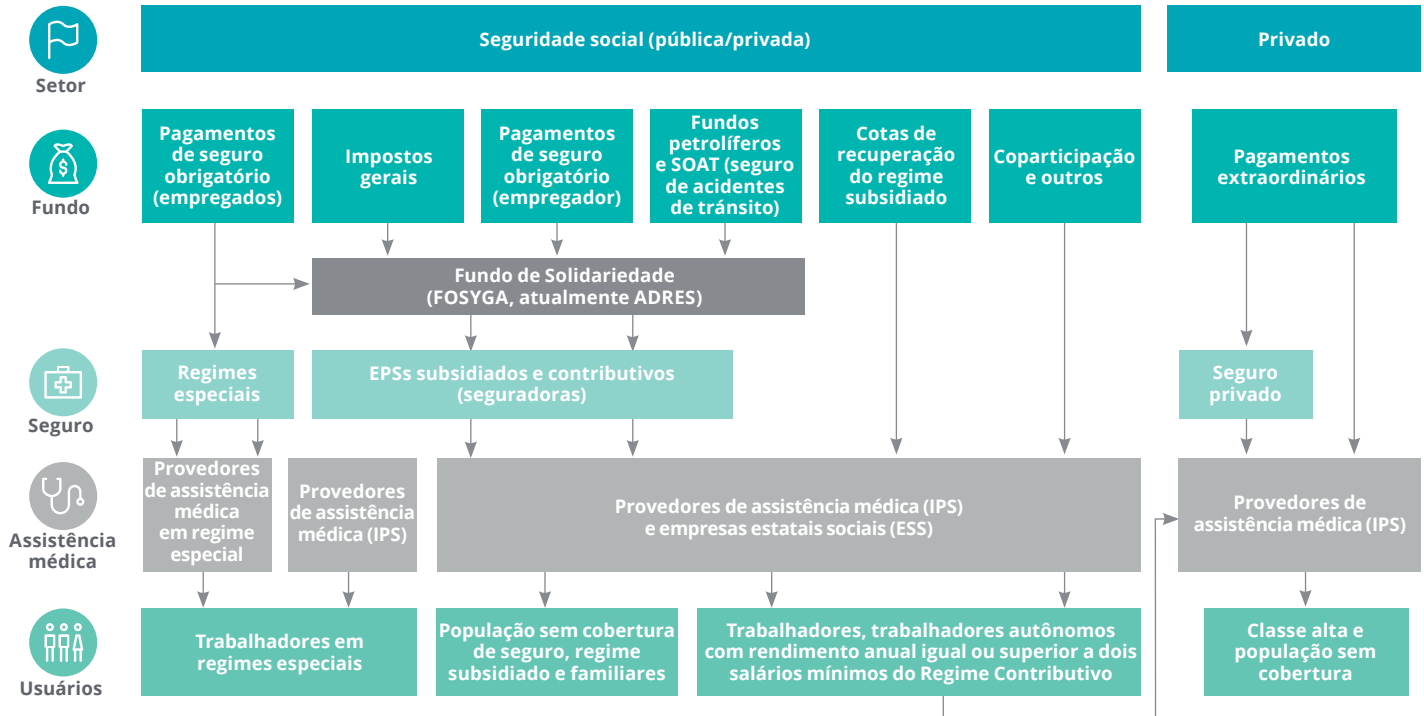 Setor
Seguridade social (pública/privada)
Privado
Fundo
Pagamentos
de seguro
obrigatório
(empregados)
Impostos
gerais
Pagamentos
de seguro
obrigatório
(empregador)
Fundos
petrolíferos
e SOAT (seguro
de acidentes
de tránsito)
Cotas de
recuperação
do regime
subsidiado
Coparticipação
e outros
Pagamentos
extraordinários
Fundo de Solidariedade
(FOSYGA, atualmente ADRES)
Seguro
Regimes
especiais
EPSs subsidiados e contributivos
(seguradoras)
Seguro
privado
Assistência
médica
Provedores
de assistência
médica
em regime
especial
Provedores
de assistência
médica (IPS)
Provedores de assistência médica (IPS)
e empresas estatais sociais (ESS)
Provedores de
assistência médica (IPS)
Usuários
Trabalhadores em
regimes especiais
População sem cobertura
de seguro, regime
subsidiado e familiares
Trabalhadores, trabalhadores autônomos
com rendimento anual igual ou superior a dois
salários mínimos do Regime Contributivo
Classe alta e
população sem
cobertura